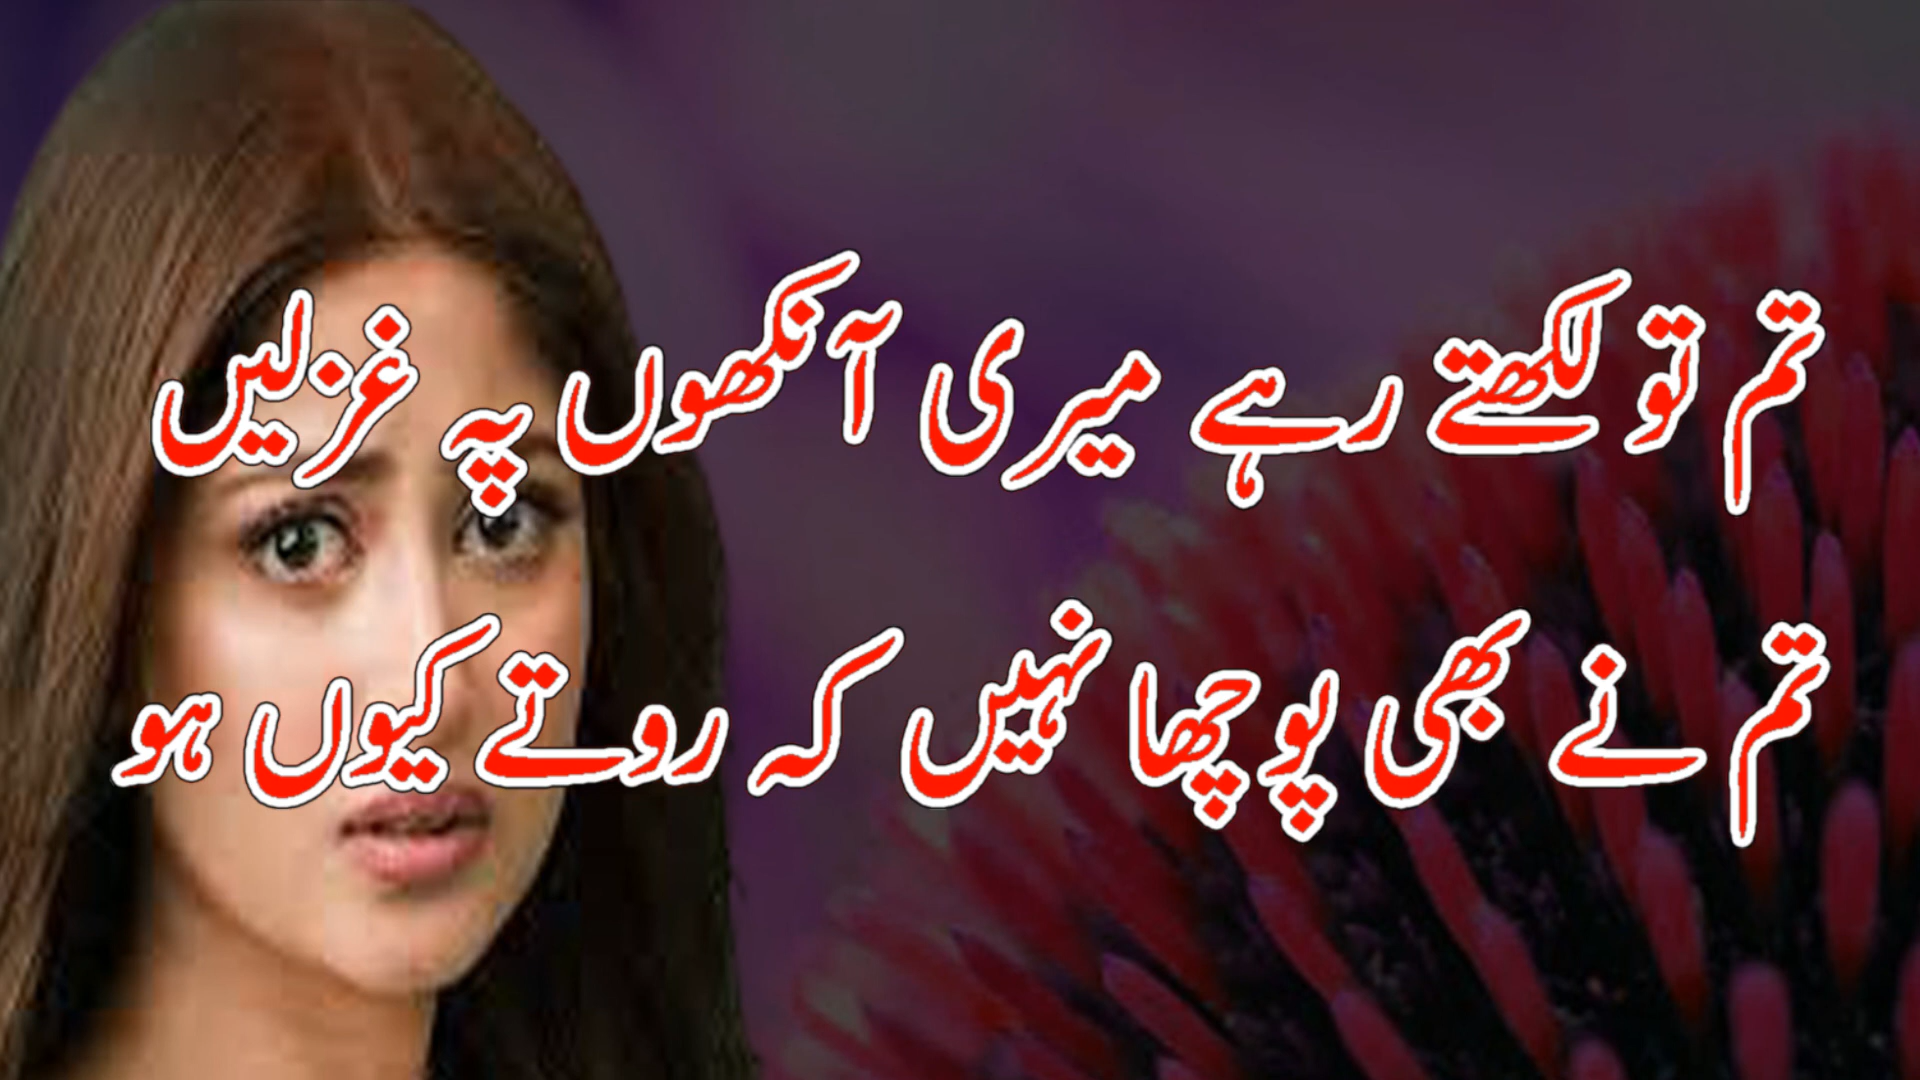 تم تو لکھتے رہے میری آنکھوں پہ غزلیں
تم نے بھی پوچھا نہیں کہ روتے کیوں ہو